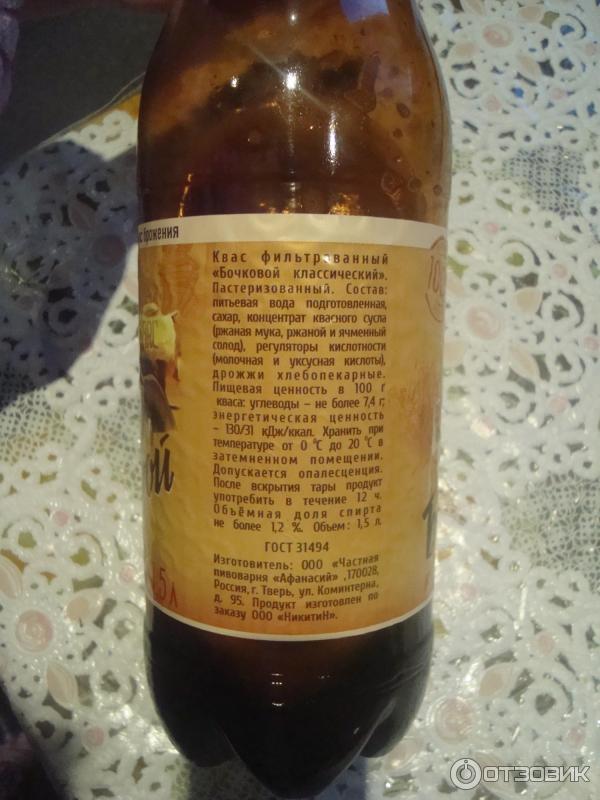 брожения
Квас фильтрованный
«Бочковой классический».
Пастеризованный. Состав:
питьевая вода подготовленная,
сахар, концентрат квасного сусла
(ржаная мука, ржаной и ячменный
солод), регуляторы кислотности
(молочная и уксусная кислоты),
дрожжи хлебопекарные.
Пищевая ценность в 100 г
кваса: углеводы – не более 7,4 г;
энергетическая ценность
– 130/31 кДж/ккал. Хранить при
температуре от 0 °С до 20 °С в
затемненном помещении.
Допускается опалесценция.
После вскрытия тары продукт
употребить в течение 12 ч.
Объёмная доля спирта
не более 1,2 %. Объем: 1,5 л.
ГОСТ 31494
Изготовитель: ООО «Частная
пивоварня «Афанасий» ,170028,
Россия, г. Тверь, ул. Коминтерна,
д. 95. Продукт изготовлен по
заказу ООО «НикитиН».
ой
1,5 л
ОТЗОВИК